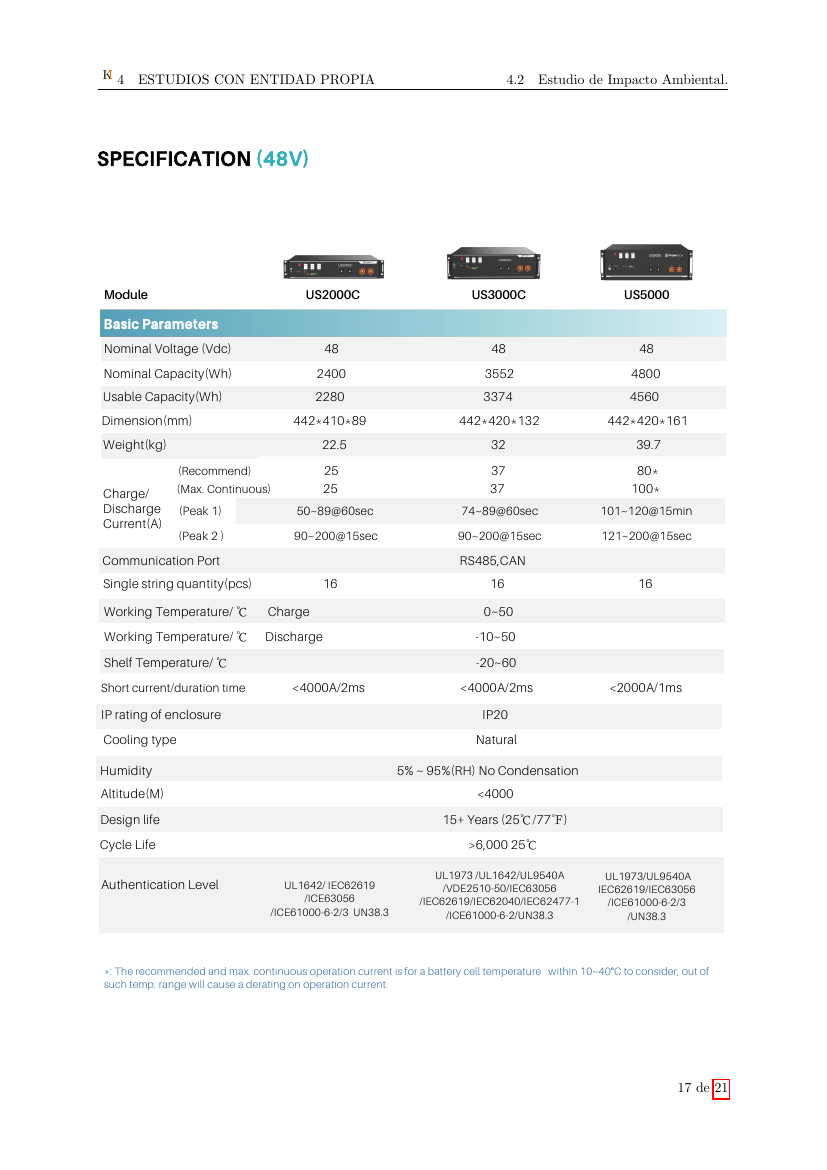 4 ESTUDIOS CON ENTIDAD PROPIA 4.2 Estudio de Impacto Ambiental.
SPECIFICATION (48V)
Module US2000C US3000C US5000
Basic Parameters
Nominal Voltage (Vdc) 48 48 48
Nominal Capacity(Wh) 2400 3552 4800
Usable Capacity(Wh) 2280 3374 4560
Dimension(mm) 442*410*89 442*420*132 442*420*161
Weight(kg) 22.5 32 39.7
Charge/
Discharge
Current(A)
(Recommend) 25 37 80*
(Max. Continuous) 25 37 100*
(Peak 1) 50~89@60sec 74~89@60sec 101~120@15min
(Peak 2 ) 90~200@15sec 90~200@15sec 121~200@15sec
Communication Port RS485,CAN
Single string quantity(pcs) 16 16 16
Working Temperature/ ℃ Charge 0~50
Working Temperature/ ℃ Discharge -10~50
Shelf Temperature/ ℃ -20~60
Short current/duration time <4000A/2ms <4000A/2ms <2000A/1ms
IP rating of enclosure IP20
Cooling type Natural
Humidity 5% ~ 95%(RH) No Condensation
Altitude(M) <4000
Design life 15+ Years (25℃/77℉)
Cycle Life >6,000 25℃
Authentication Level
UL1642/ IEC62619
/ICE63056
/ICE61000-6-2/3 UN38.3
UL1973 /UL1642/UL9540A
/VDE2510-50/IEC63056
/IEC62619/IEC62040/IEC62477-1
/ICE61000-6-2/UN38.3
UL1973/UL9540A
IEC62619/IEC63056
/ICE61000-6-2/3
/UN38.3
*: The recommended and max. continuous operation current is for a battery cell temperature within 10~40℃ to consider, out of
such temp. range will cause a derating on operation current.
17 de 21